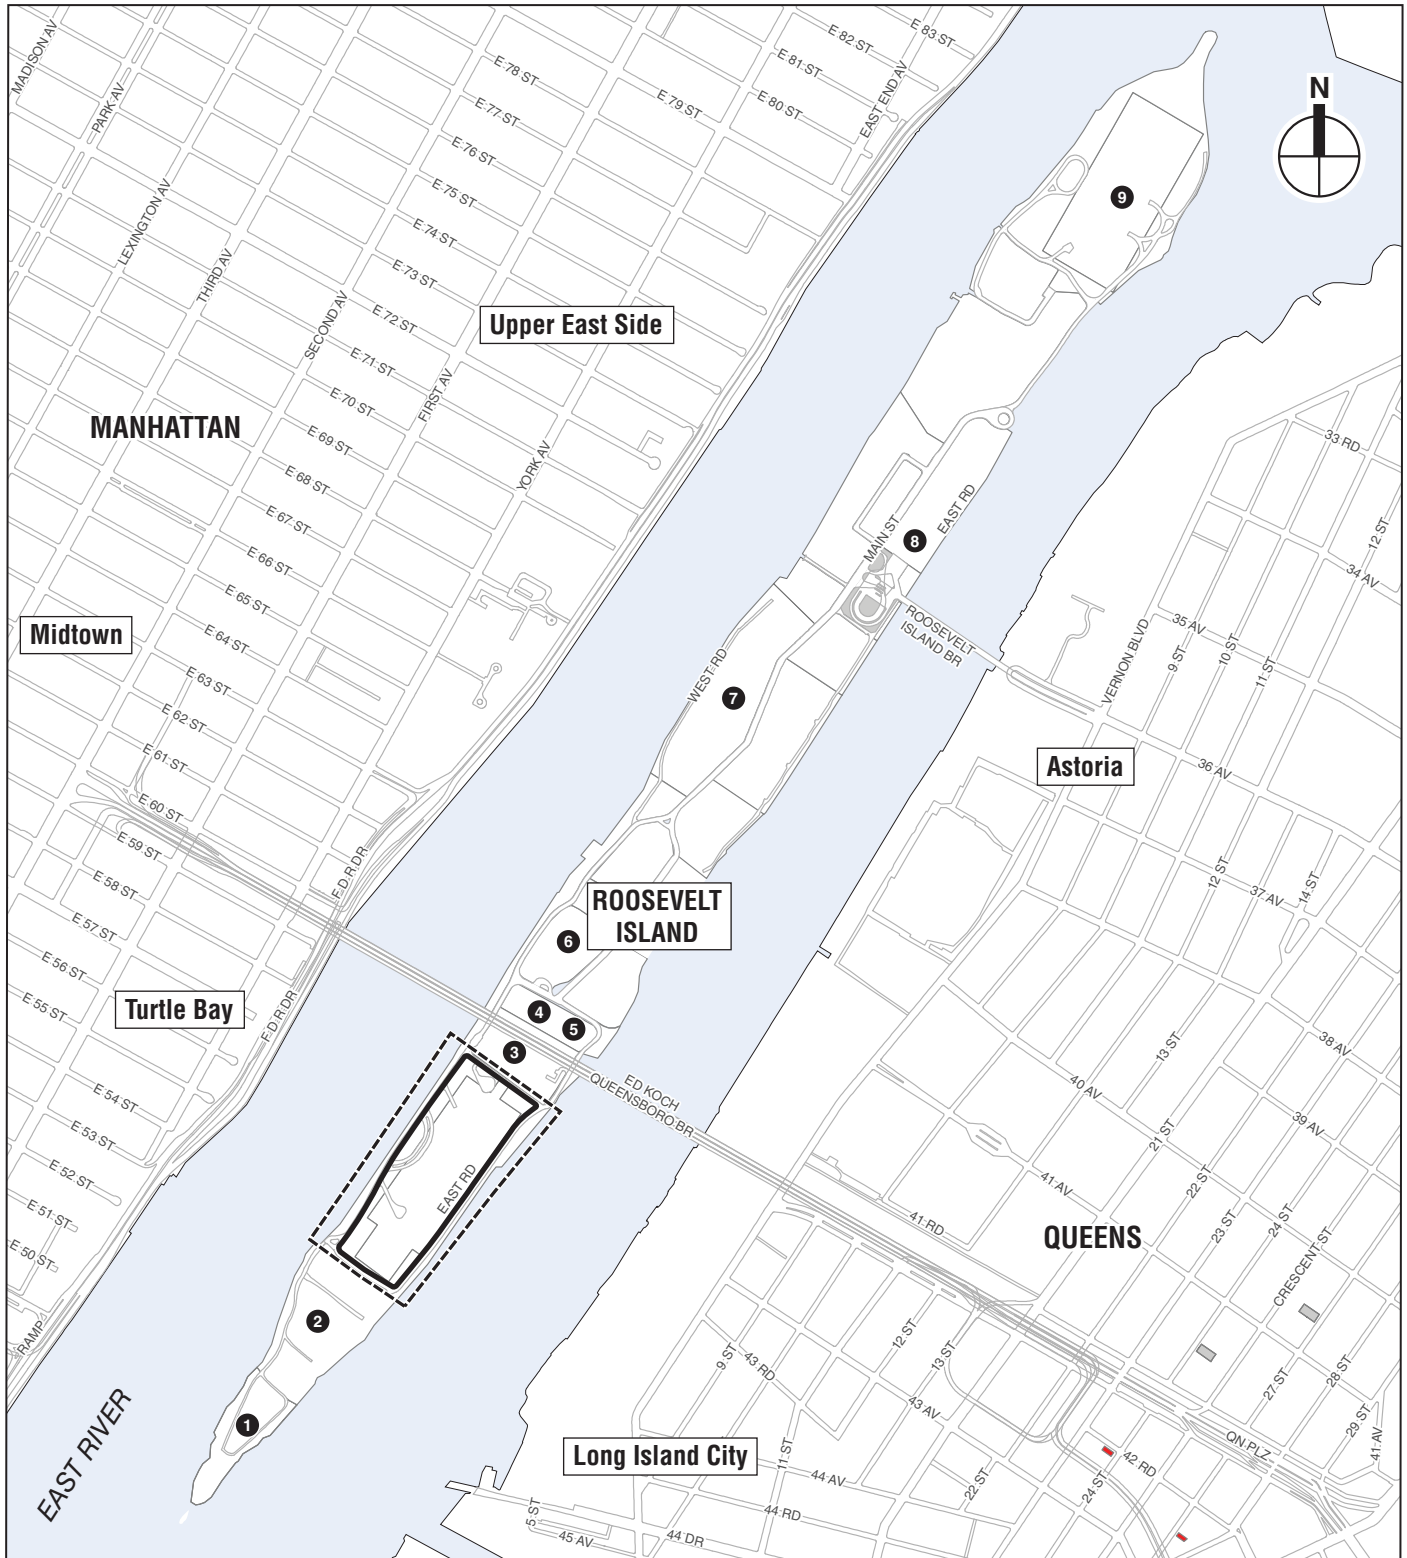 MADISON AV
PARK AV
LEXINGTON AV
THIRD AV
SECOND AV
FIRST AV
YORK AV
EAST END AV
E 83 ST
E 82 ST
E 81 ST
E 80 ST
E 79 ST
E 78 ST
E 77 ST
E 76 ST
E 75 ST
E 74 ST
E 73 ST
E 72 ST
E 71 ST
E 70 ST
E 69 ST
E 68 ST
E 67 ST
E 66 ST
E 65 ST
E 64 ST
E 63 ST
E 62 ST
E 61 ST
E 60 ST
E 59 ST
E 58 ST
E 57 ST
E 56 ST
E 55 ST
E 54 ST
E 53 ST
E 52 ST
E 51 ST
E 50 ST
RAMP
F D R DR
F D R DR
Upper East Side
MANHATTAN
Midtown
Turtle Bay
EAST RIVER
N
9
8
7
6
4
5
3
2
1
MAIN ST
EAST RD
WEST RD
ROOSEVELT
ISLAND BR
ROOSEVELT
ISLAND
ED KOCH
QUEENSBORO BR
EAST RD
33 RD
12 ST
34 AV
35 AV
VERNON BLVD
9 ST
10 ST
11 ST
Astoria
36 AV
12 ST
37 AV
14 ST
38 AV
13 ST
40 AV
39 AV
21 ST
41 AV
22 ST
23 ST
24 ST
41 RD
QUEENS
CRESCENT ST
12 ST
13 ST
9 ST
43 RD
43 AV
27 ST
28 ST
29 ST
41 AV
QN PLZ
42 RD
24 ST
Long Island City
11 ST
44 AV
22 ST
44 RD
5 ST
45 AV
44 DR